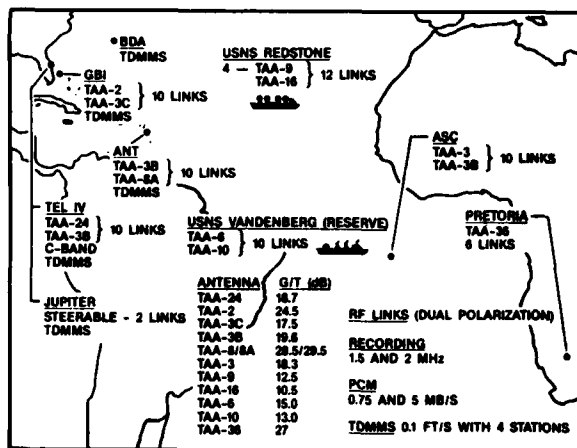 BDA
TDMMS
GBI
TAA-2
TAA-3C
TDMMS
10 LINKS
USNS REDSTONE
4 — TAA-9
TAA-16
12 LINKS
ANT
TAA-3B
TAA-8A
TDMMS
10 LINKS
ASC
TAA-3
TAA-3B
10 LINKS
TEL IV
TAA-24
TAA-3B
C-BAND
TDMMS
10 LINKS
USNS VANDENBERG (RESERVE)
TAA-6
TAA-10
10 LINKS
PRETORIA
TAA-36
6 LINKS
JUPITER
STEERABLE - 2 LINKS
TDMMS
ANTENNA G/T (dB)
TAA-24 18.7
TAA-2 24.5
TAA-3C 17.5
TAA-3B 19.6
TAA-8/8A 28.5/29.5
TAA-3 18.3
TAA-9 12.5
TAA-16 10.5
TAA-6 15.0
TAA-10 13.0
TAA-36 27
RF LINKS (DUAL POLARIZATION)
RECORDING
1.5 AND 2 MHz
PCM
0.75 AND 5 MB/S
TDMMS 0.1 FT/S WITH 4 STATIONS